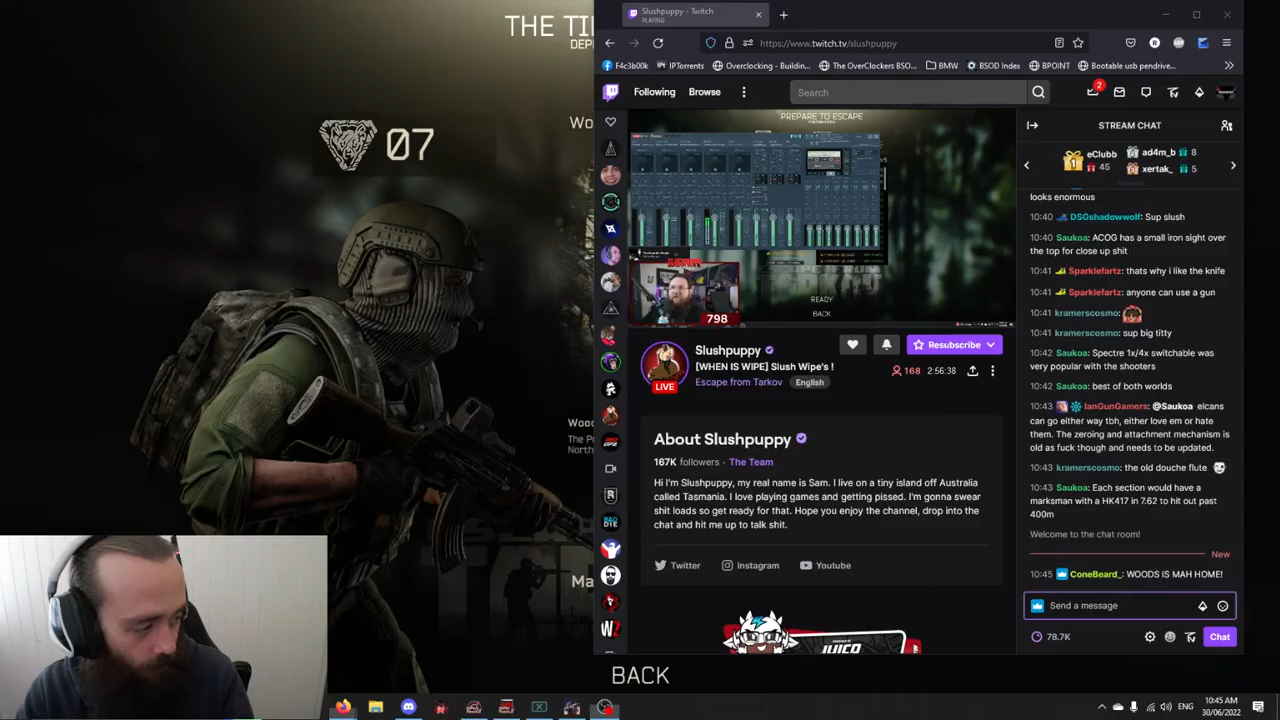 THE TI
DEP
07
Wo
Wood
The P
North
Ma
BACK
Slushpuppy - Twitch
PLAYING
https://www.twitch.tv/slushpuppy
F4c3b00k
IPTorrents
Overclocking - Buildin...
The OverClockers BSO...
BMW
BSOD Index
BPOINT
Bootable usb pendrive...
Following
Browse
Search
2
PREPARE TO ESCAPE
798
READY
BACK
LIVE
Slushpuppy
[WHEN IS WIPE] Slush Wipe's !
Escape from Tarkov
English
Resubscribe
168
2:56:38
About Slushpuppy
167K followers · The Team
Hi I'm Slushpuppy, my real name is Sam. I live on a tiny island off Australia
called Tasmania. I love playing games and getting pissed. I'm gonna swear
shit loads so get ready for that. Hope you enjoy the channel, drop into the
chat and hit me up to talk shit.
Twitter
Instagram
Youtube
JUICD
STREAM CHAT
1
eClubb
45
ad4m_b 8
xertak_ 5
looks enormous
10:40 DSGshadowwolf: Sup slush
10:40 Saukoa: ACOG has a small iron sight over
the top for close up shit
10:41 Sparklefartz: thats why i like the knife
10:41 Sparklefartz: anyone can use a gun
10:41 kramerscosmo:
10:41 kramerscosmo: sup big titty
10:42 Saukoa: Spectre 1x/4x switchable was
very popular with the shooters
10:42 Saukoa: best of both worlds
10:43 IanGunGamers: @Saukoa elcans
can go either way tbh, either love em or hate
them. The zeroing and attachment mechanism is
old as fuck though and needs to be updated.
10:43 kramerscosmo: the old douche flute
10:43 Saukoa: Each section would have a
marksman with a HK417 in 7.62 to hit out past
400m
Welcome to the chat room!
New
10:45 ConeBeard_: WOODS IS MAH HOME!
Send a message
78.7K
Chat
ENG
10:45 AM
30/06/2022